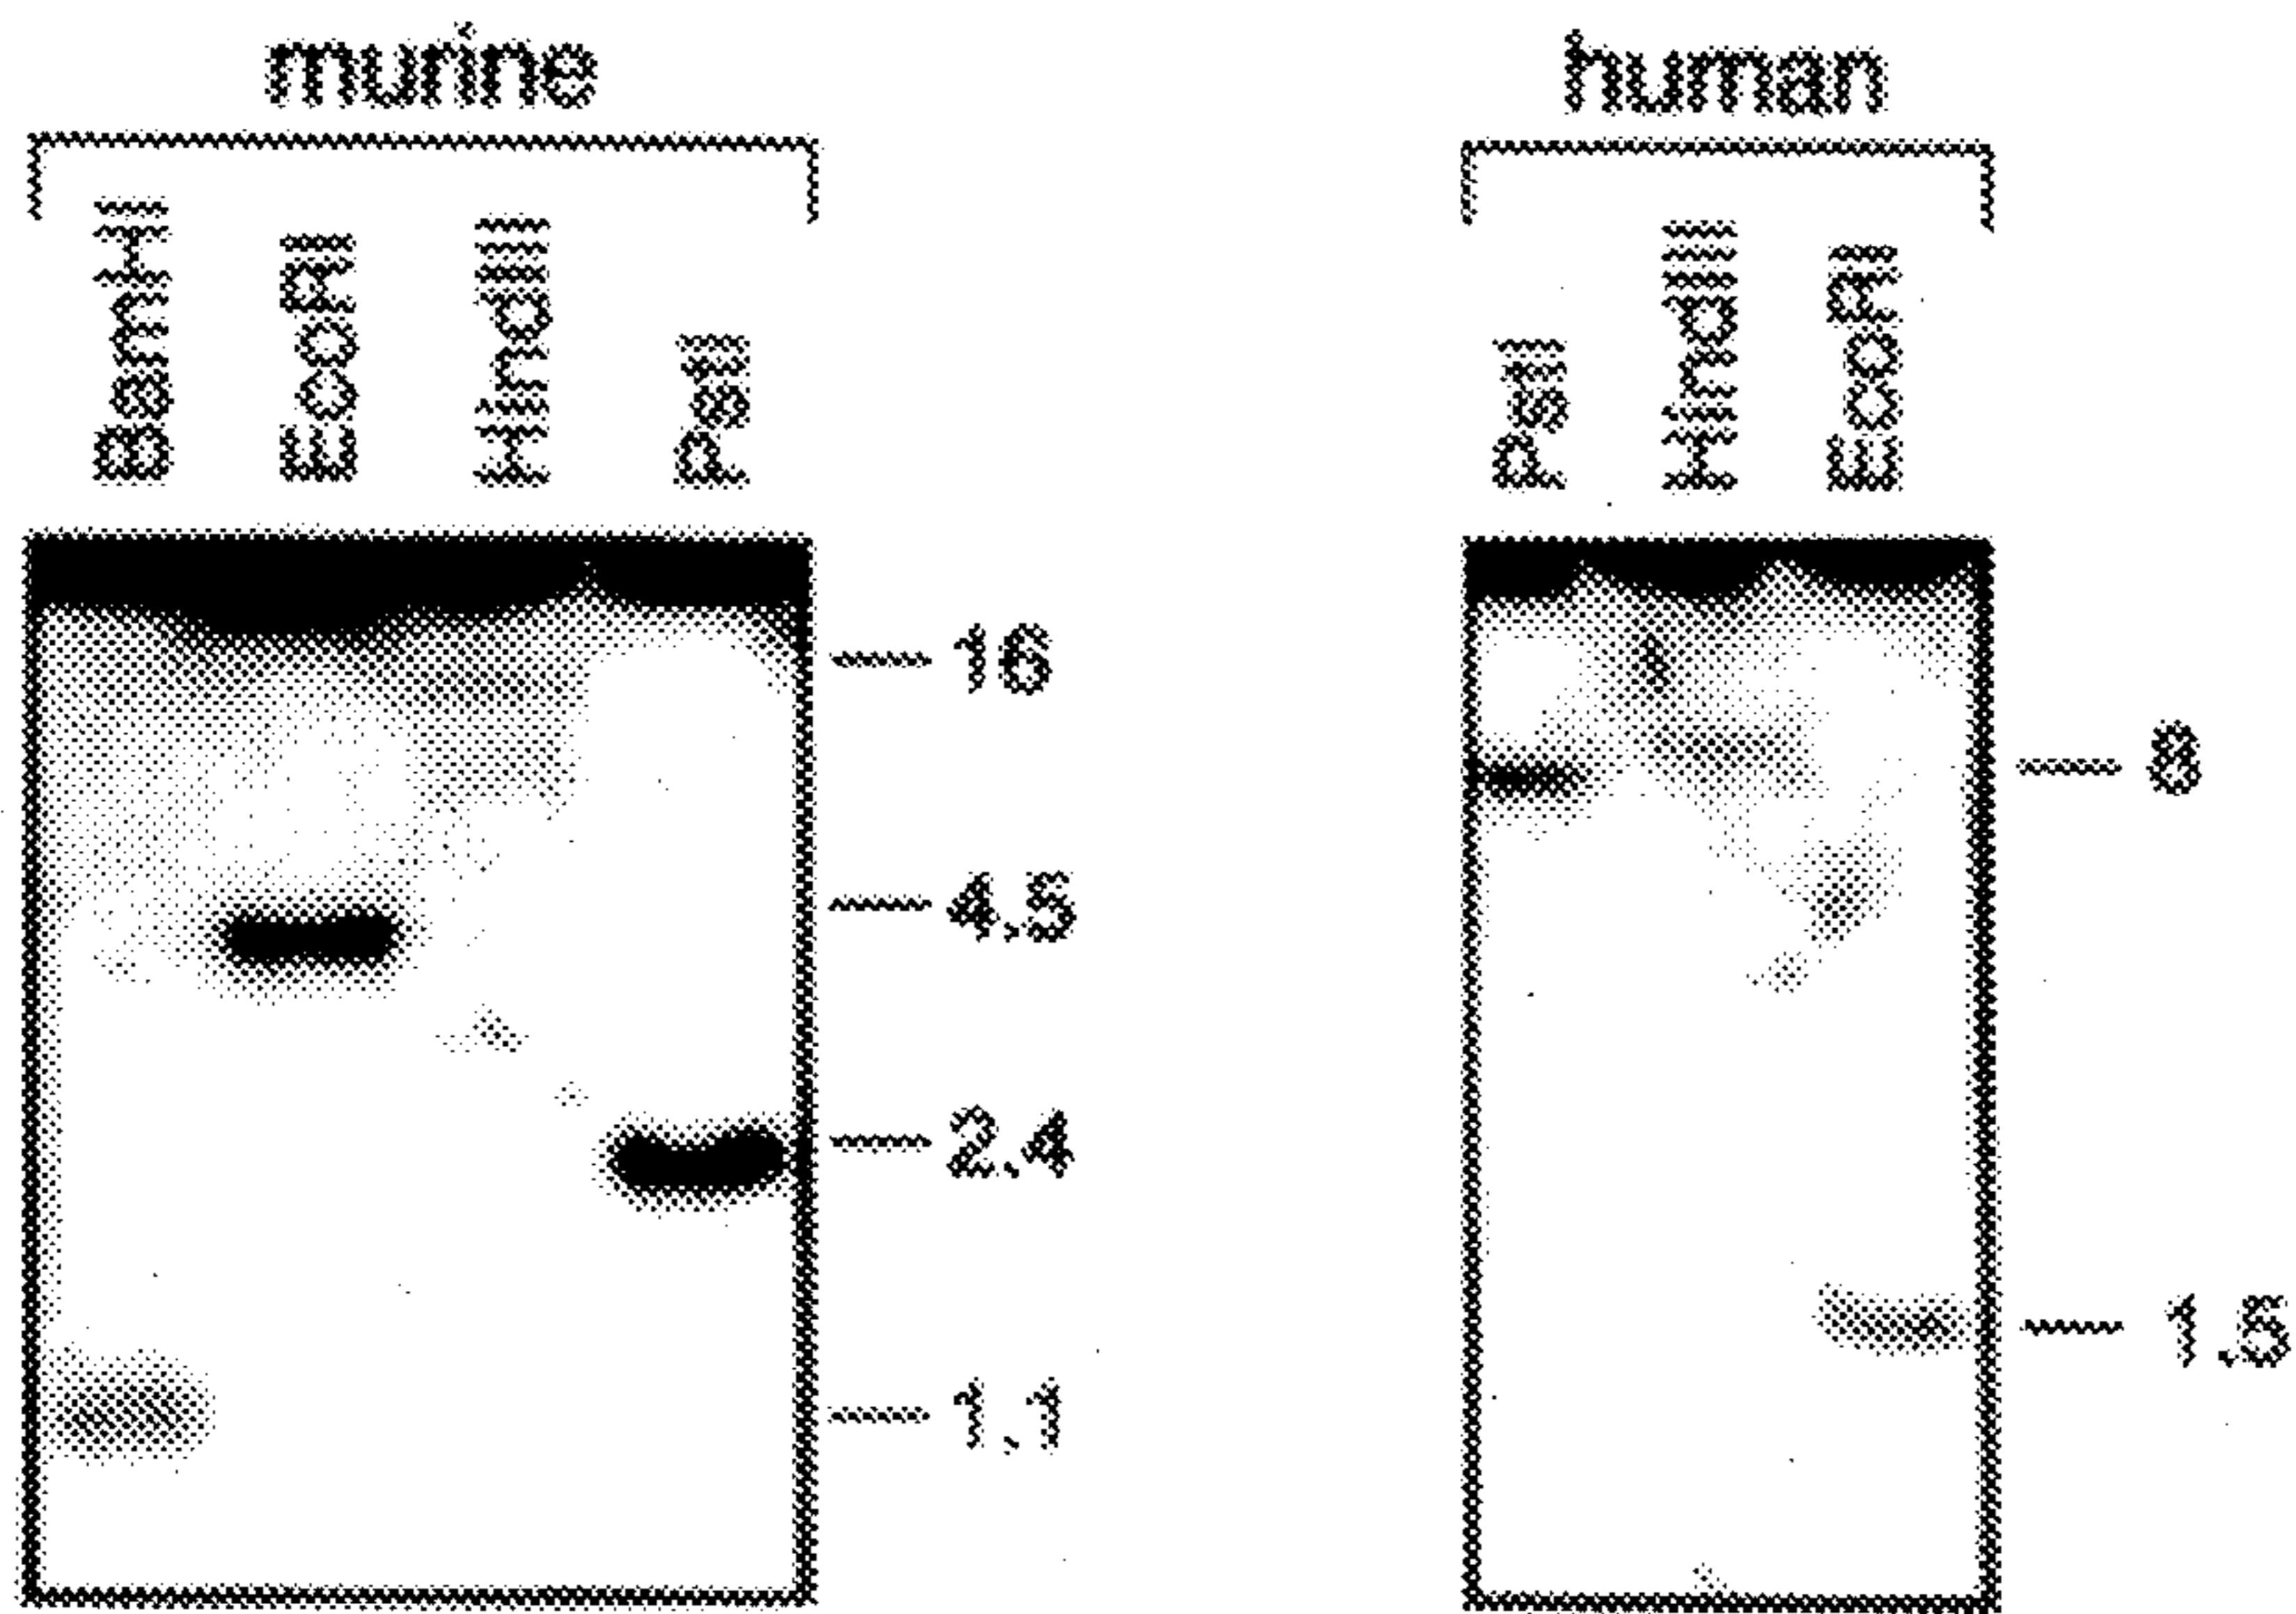 murine
human
BamHI
EcoRI
HindIII
PstI
PstI
HindIII
EcoRI
16
4.5
2.4
1.1
8
1.5